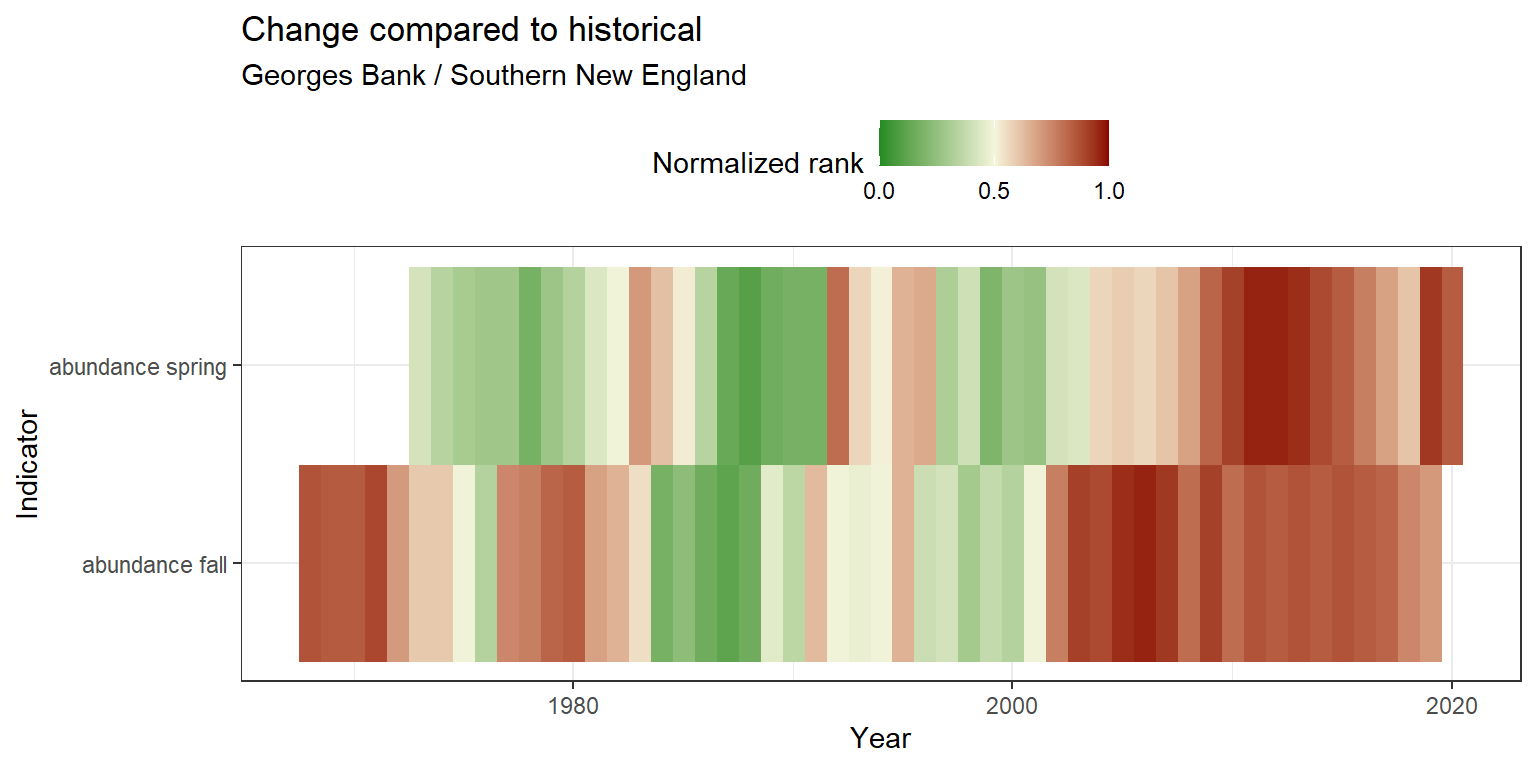 Change compared to historical
Georges Bank / Southern New England
Normalized rank
0.0 0.5 1.0
Indicator
abundance spring
abundance fall
1980 2000 2020
Year